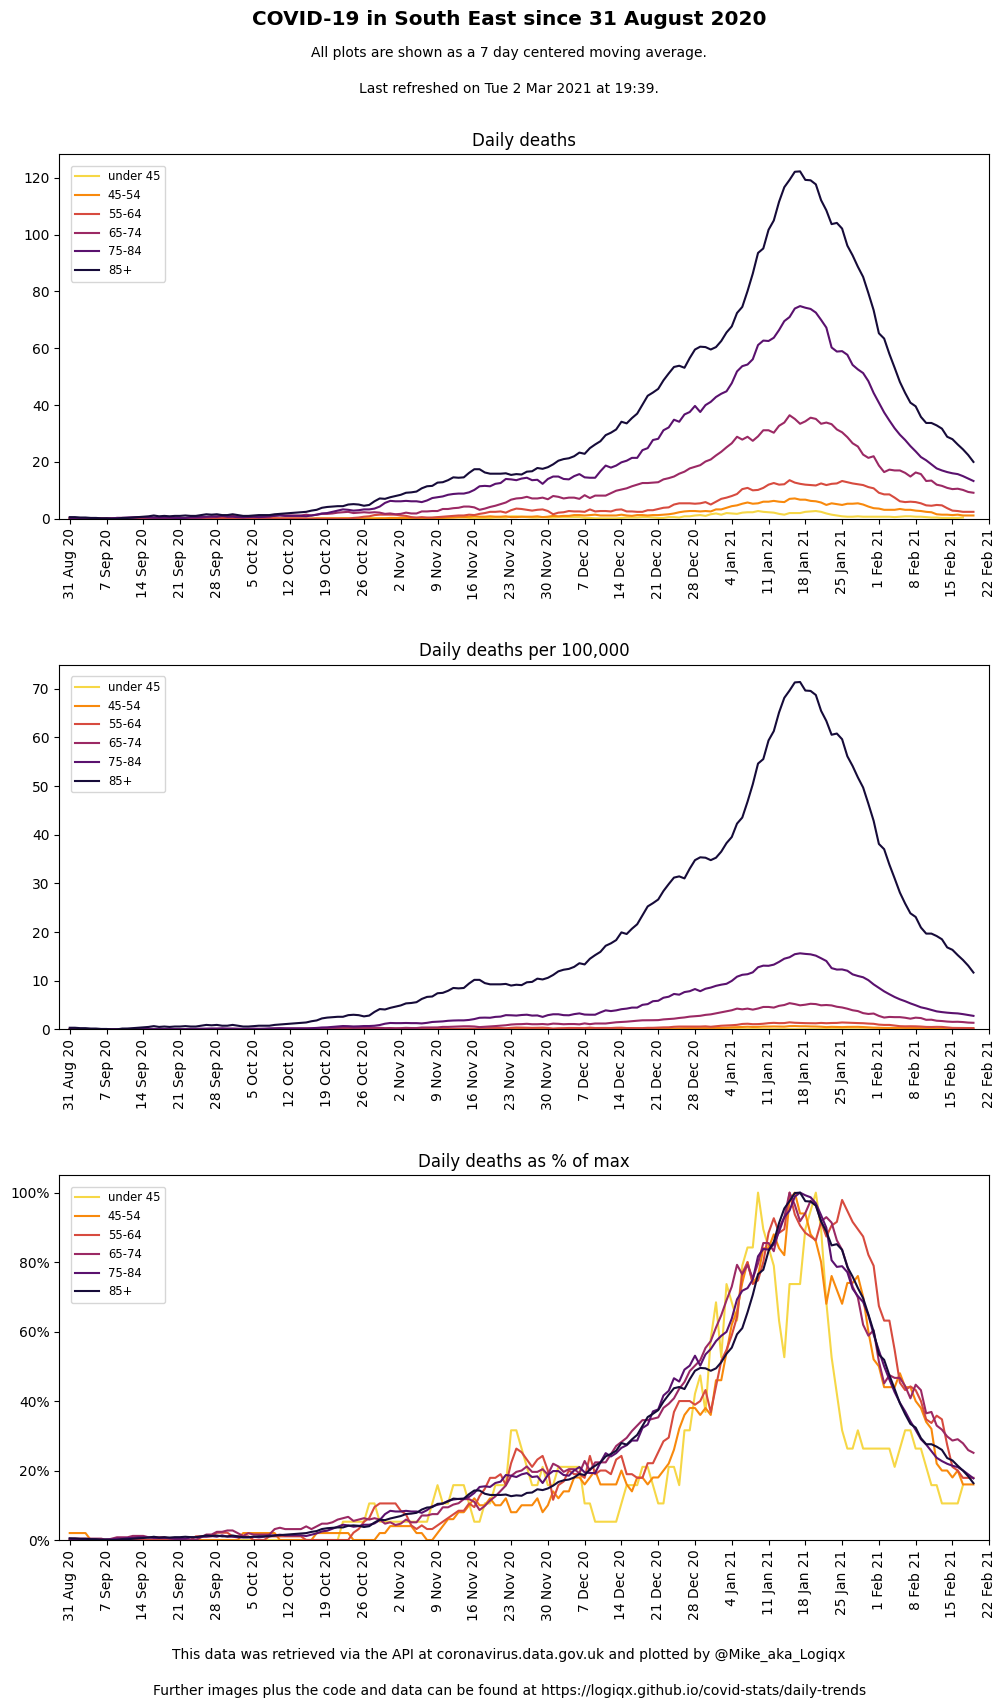 COVID-19 in South East since 31 August 2020
All plots are shown as a 7 day centered moving average.
Last refreshed on Tue 2 Mar 2021 at 19:39.
Daily deaths
under 45
45-54
55-64
65-74
75-84
85+
120
100
80
60
40
20
0
31 Aug 20
7 Sep 20
14 Sep 20
21 Sep 20
28 Sep 20
5 Oct 20
12 Oct 20
19 Oct 20
26 Oct 20
2 Nov 20
9 Nov 20
16 Nov 20
23 Nov 20
30 Nov 20
7 Dec 20
14 Dec 20
21 Dec 20
28 Dec 20
4 Jan 21
11 Jan 21
18 Jan 21
25 Jan 21
1 Feb 21
8 Feb 21
15 Feb 21
22 Feb 21
Daily deaths per 100,000
under 45
45-54
55-64
65-74
75-84
85+
70
60
50
40
30
20
10
0
31 Aug 20
7 Sep 20
14 Sep 20
21 Sep 20
28 Sep 20
5 Oct 20
12 Oct 20
19 Oct 20
26 Oct 20
2 Nov 20
9 Nov 20
16 Nov 20
23 Nov 20
30 Nov 20
7 Dec 20
14 Dec 20
21 Dec 20
28 Dec 20
4 Jan 21
11 Jan 21
18 Jan 21
25 Jan 21
1 Feb 21
8 Feb 21
15 Feb 21
22 Feb 21
Daily deaths as % of max
under 45
45-54
55-64
65-74
75-84
85+
100%
80%
60%
40%
20%
0%
31 Aug 20
7 Sep 20
14 Sep 20
21 Sep 20
28 Sep 20
5 Oct 20
12 Oct 20
19 Oct 20
26 Oct 20
2 Nov 20
9 Nov 20
16 Nov 20
23 Nov 20
30 Nov 20
7 Dec 20
14 Dec 20
21 Dec 20
28 Dec 20
4 Jan 21
11 Jan 21
18 Jan 21
25 Jan 21
1 Feb 21
8 Feb 21
15 Feb 21
22 Feb 21
This data was retrieved via the API at coronavirus.data.gov.uk and plotted by @Mike_aka_Logiqx
Further images plus the code and data can be found at https://logiqx.github.io/covid-stats/daily-trends